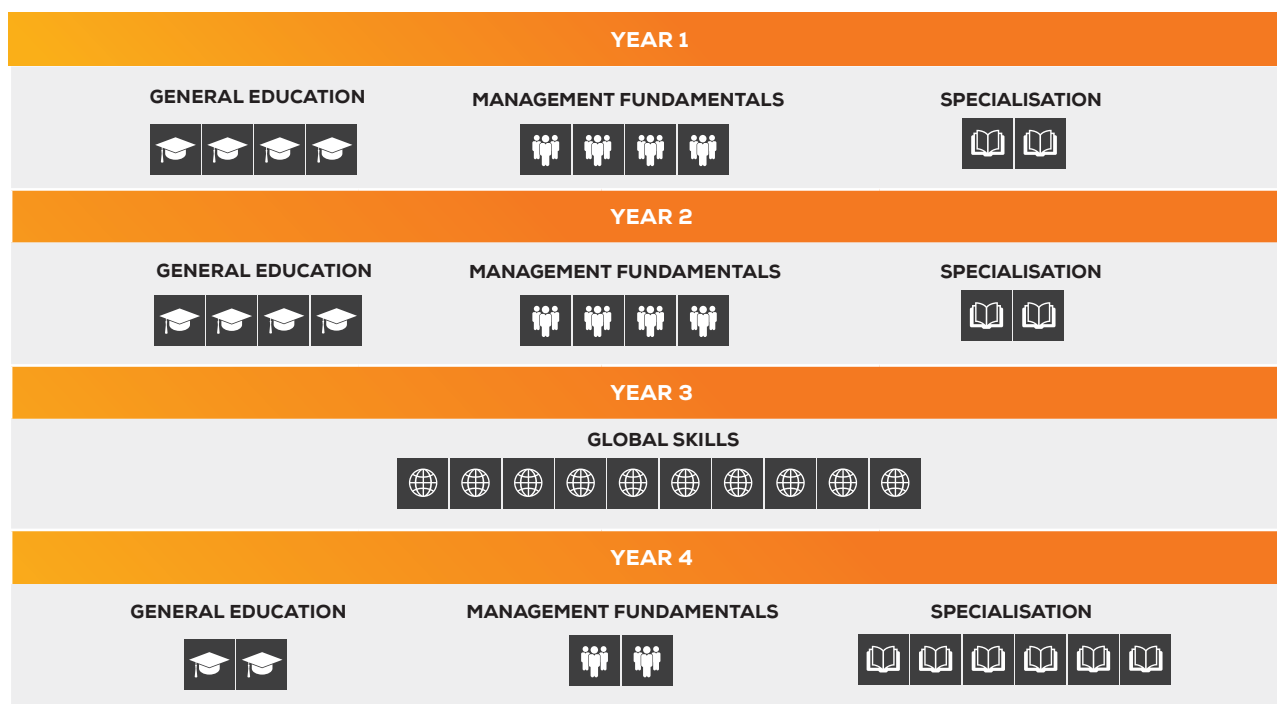 YEAR 1
GENERAL EDUCATION
MANAGEMENT FUNDAMENTALS
SPECIALISATION
YEAR 2
GENERAL EDUCATION
MANAGEMENT FUNDAMENTALS
SPECIALISATION
YEAR 3
GLOBAL SKILLS
YEAR 4
GENERAL EDUCATION
MANAGEMENT FUNDAMENTALS
SPECIALISATION